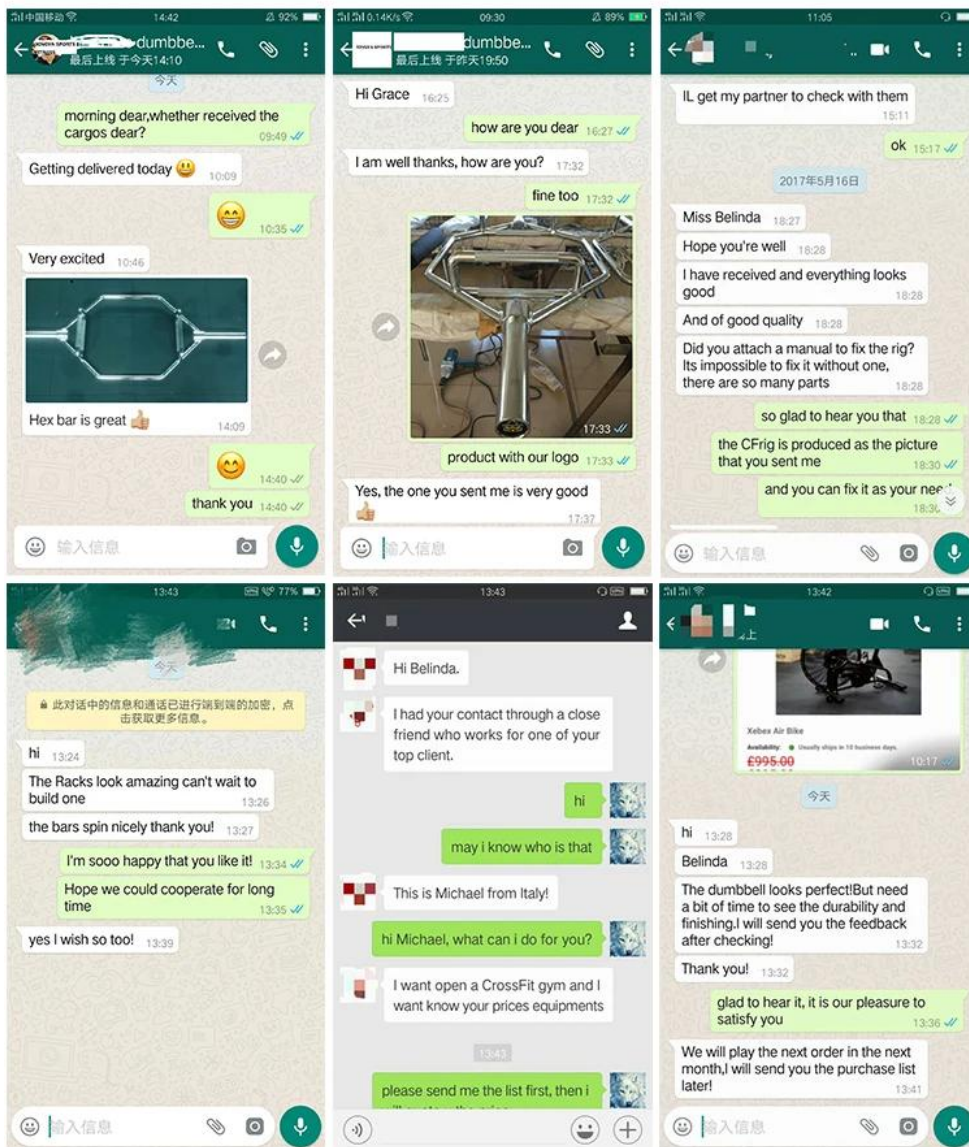 中国移动 14:42 92%
dumbbe...
最后上线 于今天14:10
今天
morning dear,whether received the
cargos dear?
09:49
Getting delivered today
10:09
10:35
Very excited 10:46
Hex bar is great
14:09
14:40
thank you 14:40
输入信息
0.14K/s 09:30 89%
dumbbe...
最后上线 于昨天19:50
Hi Grace 16:25
how are you dear 16:27
I am well thanks, how are you? 17:32
fine too 17:32
17:33
product with our logo 17:33
Yes, the one you sent me is very good
17:37
输入信息
11:05
IL get my partner to check with them
15:11
ok 15:17
2017年5月16日
Miss Belinda 18:27
Hope you're well 18:28
I have received and everything looks
good 18:28
And of good quality 18:28
Did you attach a manual to fix the rig?
Its impossible to fix it without one,
there are so many parts 18:28
so glad to hear you that 18:28
the CFrig is produced as the picture
that you sent me 18:30
and you can fix it as your need
18:30
输入信息
13:43 77%
今天
此对话中的信息和通话已进行端到端的加密，点
击获取更多信息。
hi 13:24
The Racks look amazing can't wait to
build one 13:26
the bars spin nicely thank you! 13:27
I'm sooo happy that you like it! 13:34
Hope we could cooperate for long
time 13:35
yes I wish so too! 13:39
输入信息
13:43
Hi Belinda.
I had your contact through a close
friend who works for one of your
top client.
hi
may i know who is that
This is Michael from Italy!
hi Michael, what can i do for you?
I want open a CrossFit gym and I
want know your prices equipments
13:43
please send me the list first, then i
13:42
上
Xebex Air Bike
Availability: Usually ships in 10 business days.
£995.00
10:17
今天
hi 13:28
Belinda 13:28
The dumbbell looks perfect!But need
a bit of time to see the durability and
finishing.I will send you the feedback
after checking! 13:32
Thank you! 13:32
glad to hear it, it is our pleasure to
satisfy you 13:36
We will play the next order in the next
month,I will send you the purchase list
later! 13:41
输入信息